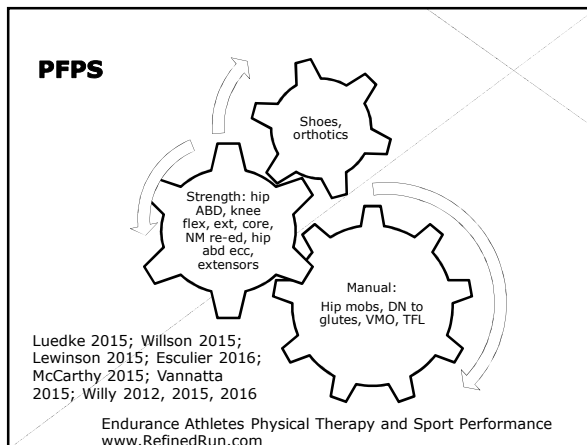 PFPS
Shoes,
orthotics
Strength: hip
ABD, knee
flex, ext, core,
NM re-ed, hip
abd ecc,
extensors
Manual:
Hip mobs, DN to
glutes, VMO, TFL
Luedke 2015; Willson 2015;
Lewinson 2015; Esculier 2016;
McCarthy 2015; Vannatta
2015; Willy 2012, 2015, 2016
Endurance Athletes Physical Therapy and Sport Performance
www.RefinedRun.com